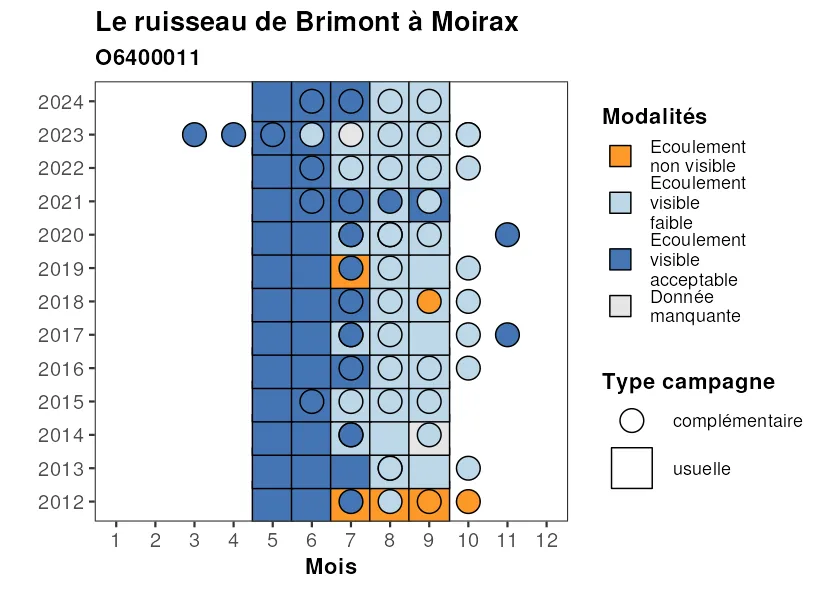 Le ruisseau de Brimont à Moirax
O6400011
2024
2023
2022
2021
2020
2019
2018
2017
2016
2015
2014
2013
2012
1 2 3 4 5 6 7 8 9 10 11 12
Mois
Modalités
Ecoulement
non visible
Ecoulement
visible
faible
Ecoulement
visible
acceptable
Donnée
manquante
Type campagne
complémentaire
usuelle